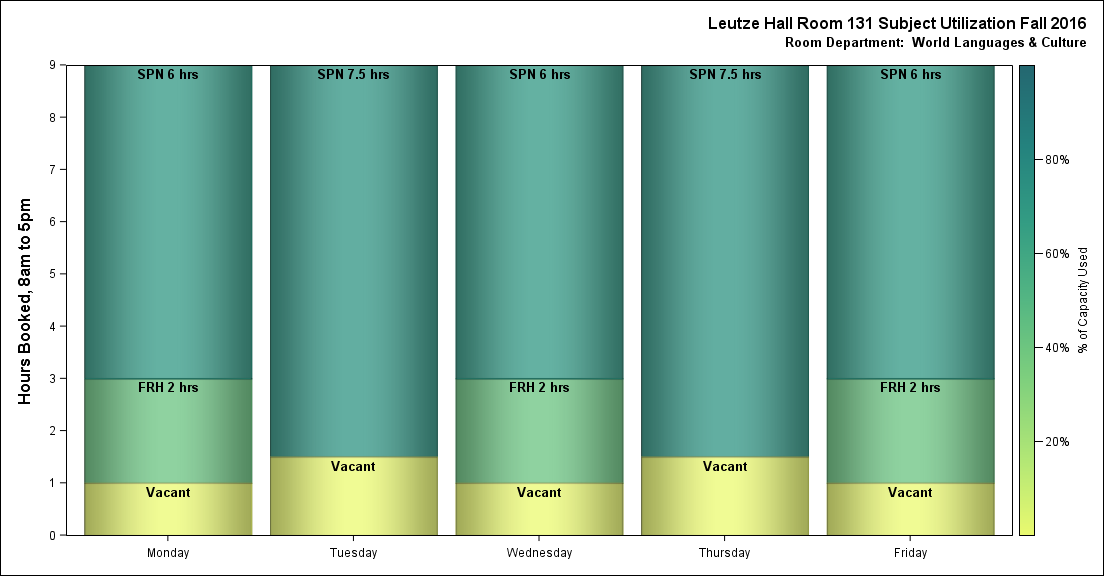 Leutze Hall Room 131 Subject Utilization Fall 2016
Room Department:  World Languages & Culture
Hours Booked, 8am to 5pm
9
8
7
6
5
4
3
2
1
0
SPN 6 hrs
FRH 2 hrs
Vacant
SPN 7.5 hrs
Vacant
SPN 6 hrs
FRH 2 hrs
Vacant
SPN 7.5 hrs
Vacant
SPN 6 hrs
FRH 2 hrs
Vacant
Monday
Tuesday
Wednesday
Thursday
Friday
80%
60%
40%
20%
% of Capacity Used